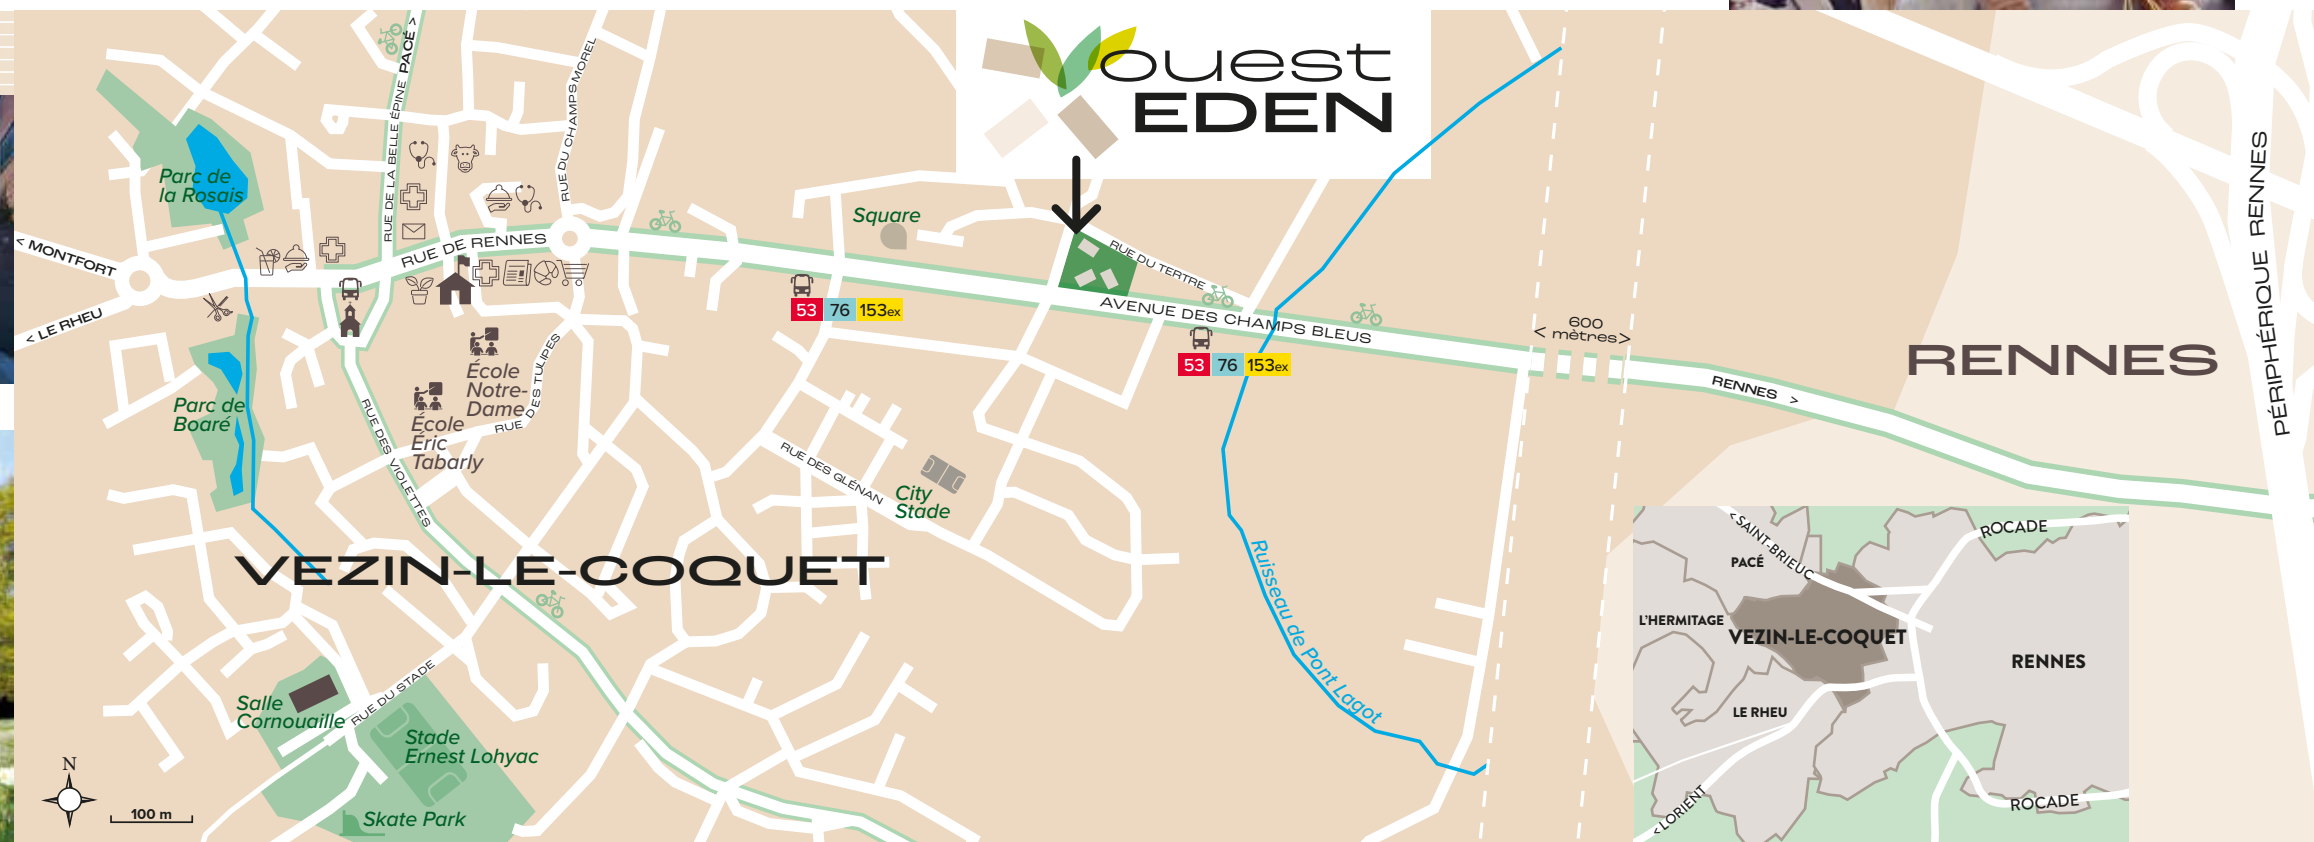 ouest
EDEN
PACÉ >
RUE DE LA BELLE ÉPINE
RUE DU CHAMPS MOREL
Parc de
la Rosais
< MONTFORT
< LE RHEU
RUE DE RENNES
Square
RUE DU TERTRE
AVENUE DES CHAMPS BLEUS
53 76 153ex
53 76 153ex
600
< mètres >
RENNES >
RENNES
PÉRIPHÉRIQUE RENNES
Parc de
Boaré
École
Notre-
Dame
École
Éric
Tabarly
RUE DES TULIPES
RUE DES VIOLETTES
RUE DES GLÉNAN
City
Stade
VEZIN-LE-COQUET
Ruisseau de Pont Lagot
Salle
Cornouaille
RUE DU STADE
Stade
Ernest Lohyac
Skate Park
N
100 m
< SAINT-BRIEUC
ROCADE
PACÉ
L'HERMITAGE
VEZIN-LE-COQUET
RENNES
LE RHEU
< LORIENT
ROCADE